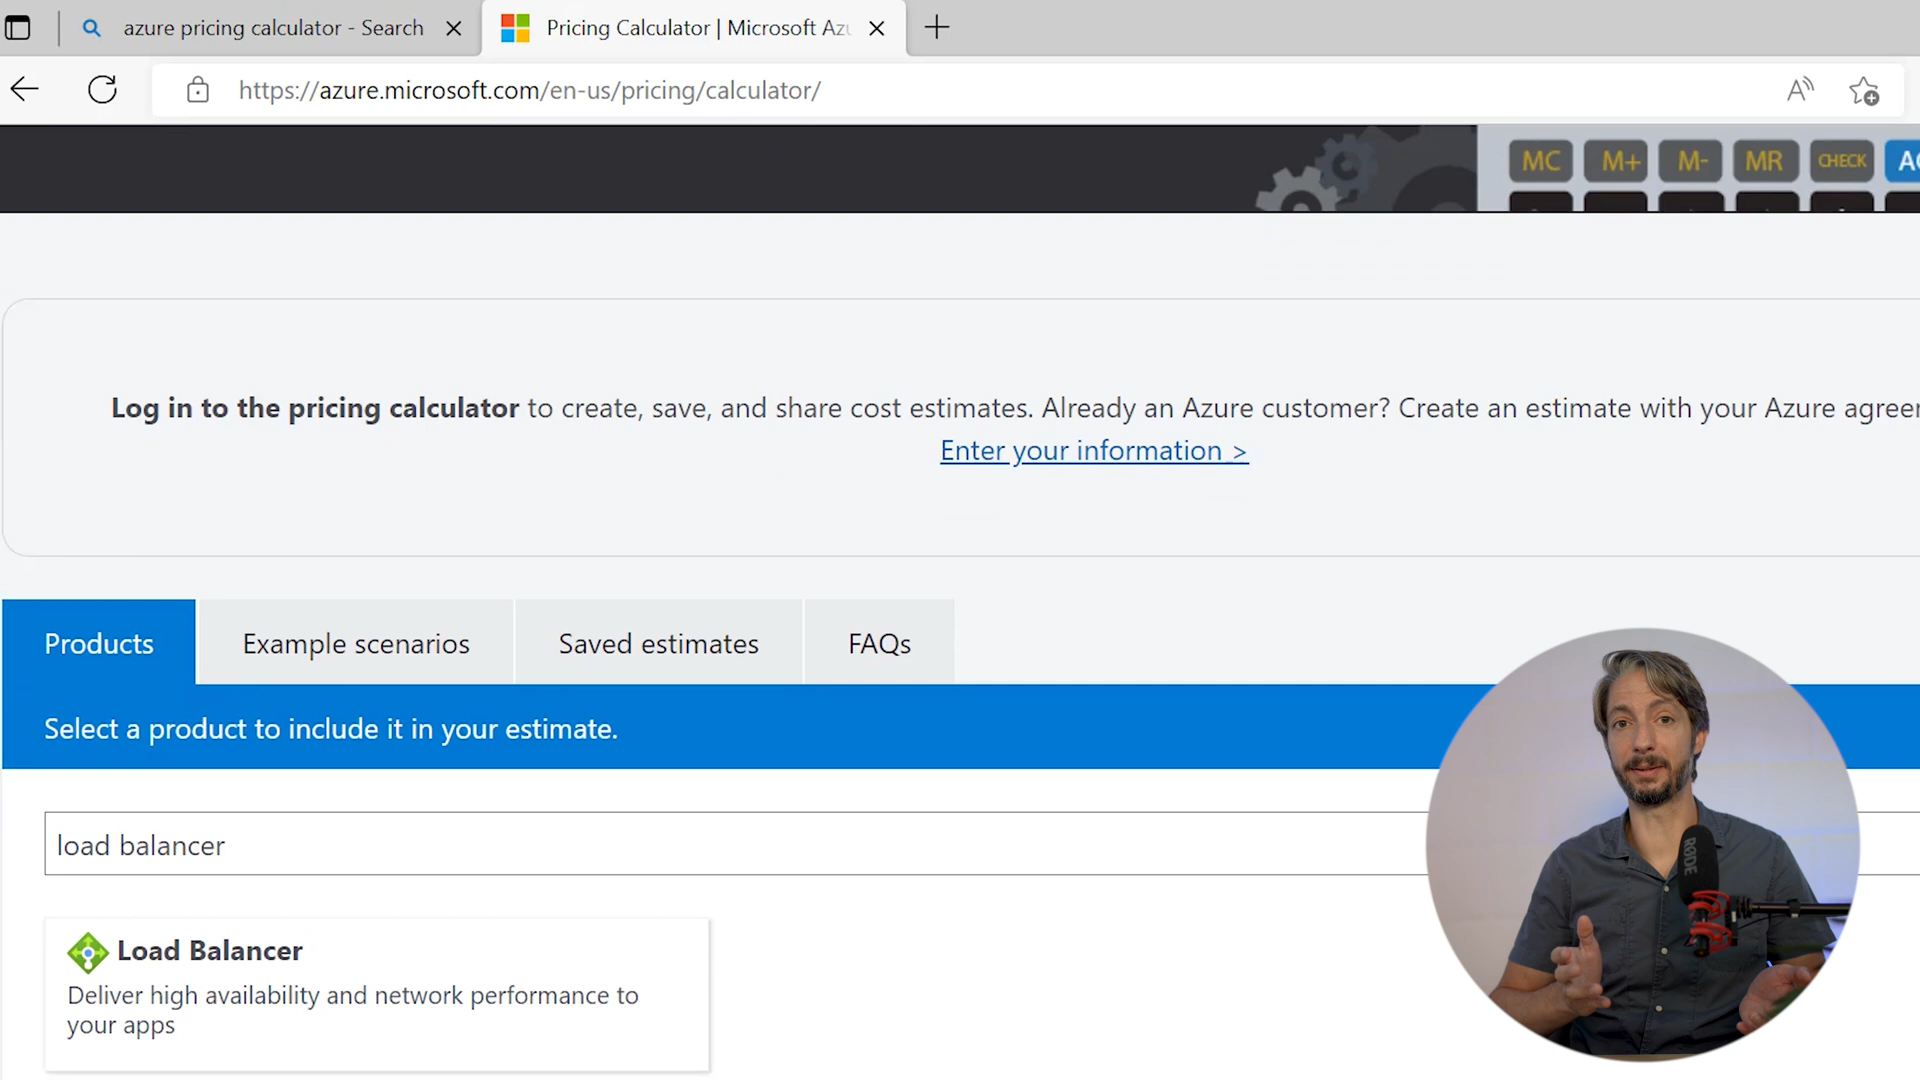 azure pricing calculator - Search
Pricing Calculator | Microsoft Az
https://azure.microsoft.com/en-us/pricing/calculator/
MC M+ M- MR CHECK
Log in to the pricing calculator to create, save, and share cost estimates. Already an Azure customer? Create an estimate with your Azure
Enter your information >
Products
Example scenarios
Saved estimates
FAQs
Select a product to include it in your estimate.
load balancer
Load Balancer
Deliver high availability and network performance to
your apps
RØDE